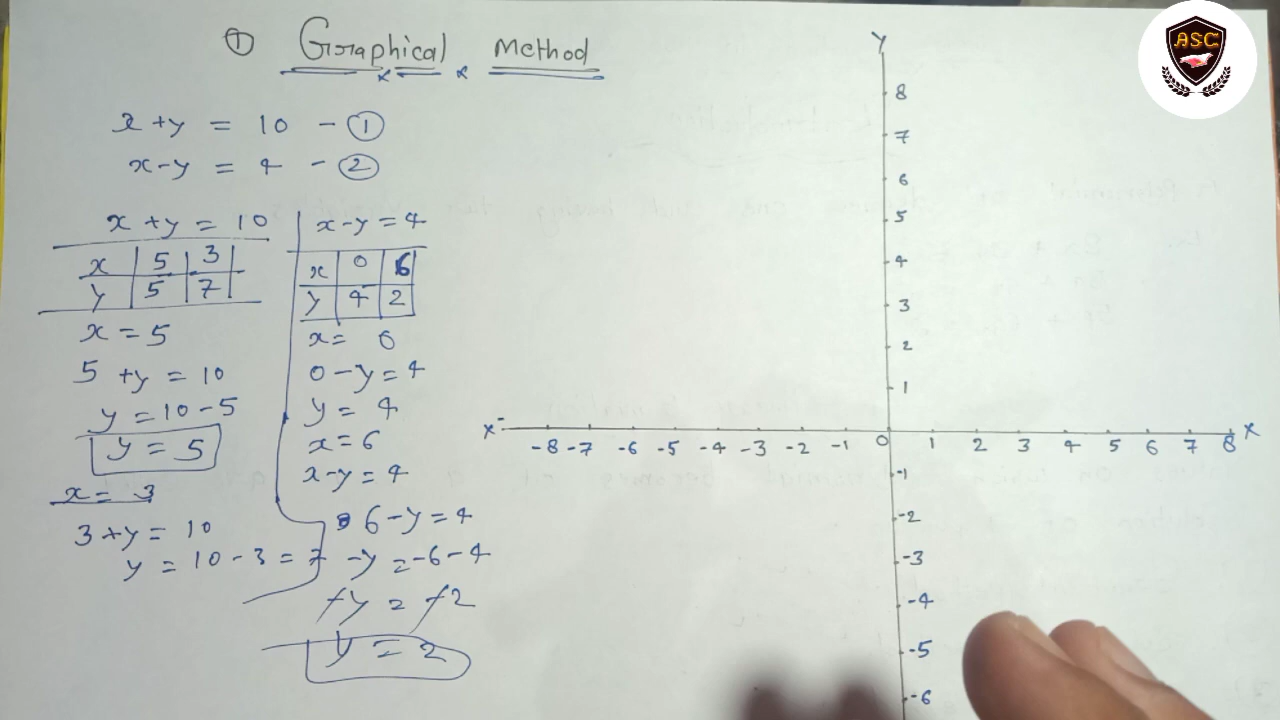 ① Graphical Method
x + y = 10 - ①
x - y = 4 - ②
x + y = 10
x 5 3
y 5 7
x = 5
5 + y = 10
y = 10 - 5
y = 5
x = 3
3 + y = 10
y = 10 - 3 = 7
x - y = 4
x 0 6
y 4 2
x = 0
0 - y = 4
y = 4
x = 6
x - y = 4
6 - y = 4
-y = -6 - 4
+y = +2
y = 2
Y
8
7
6
5
4
3
2
1
X -8 -7 -6 -5 -4 -3 -2 -1 0 1 2 3 4 5 6 7 8 X
-1
-2
-3
-4
-5
-6
ASC